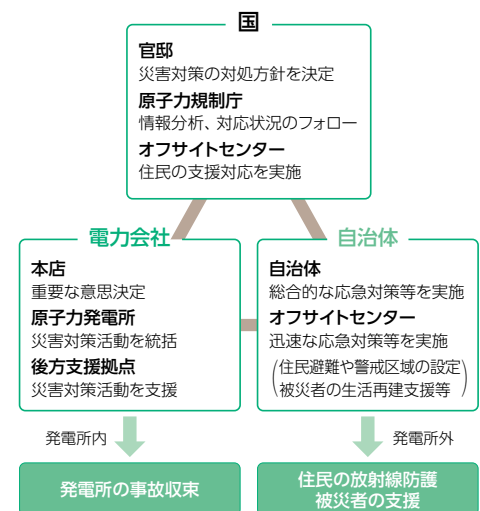 国
官邸
災害対策の対処方針を決定
原子力規制庁
情報分析、対応状況のフォロー
オフサイトセンター
住民の支援対応を実施
電力会社
本店
重要な意思決定
原子力発電所
災害対策活動を統括
後方支援拠点
災害対策活動を支援
自治体
自治体
総合的な応急対策等を実施
オフサイトセンター
迅速な応急対策等を実施
(住民避難や警戒区域の設定
被災者の生活再建支援等)
発電所内
発電所外
発電所の事故収束
住民の放射線防護
被災者の支援